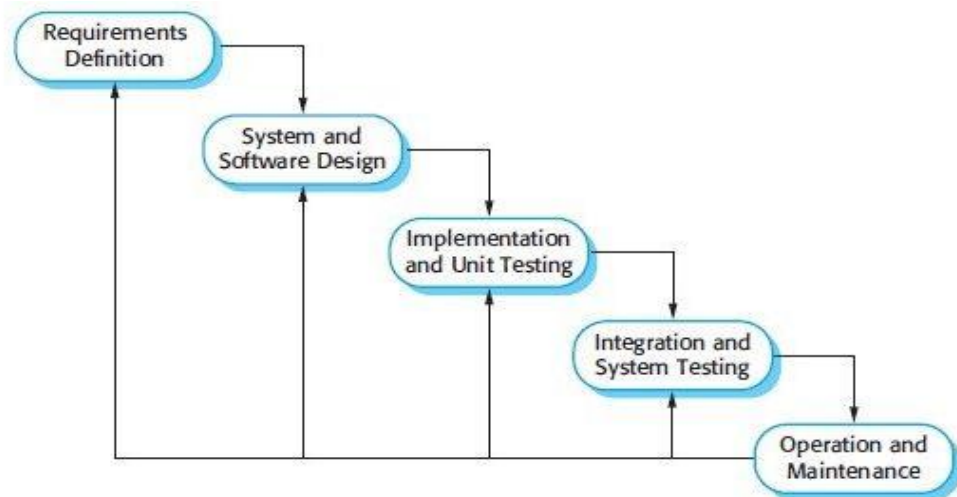 Requirements
Definition
System and
Software Design
Implementation
and Unit Testing
Integration and
System Testing
Operation and
Maintenance